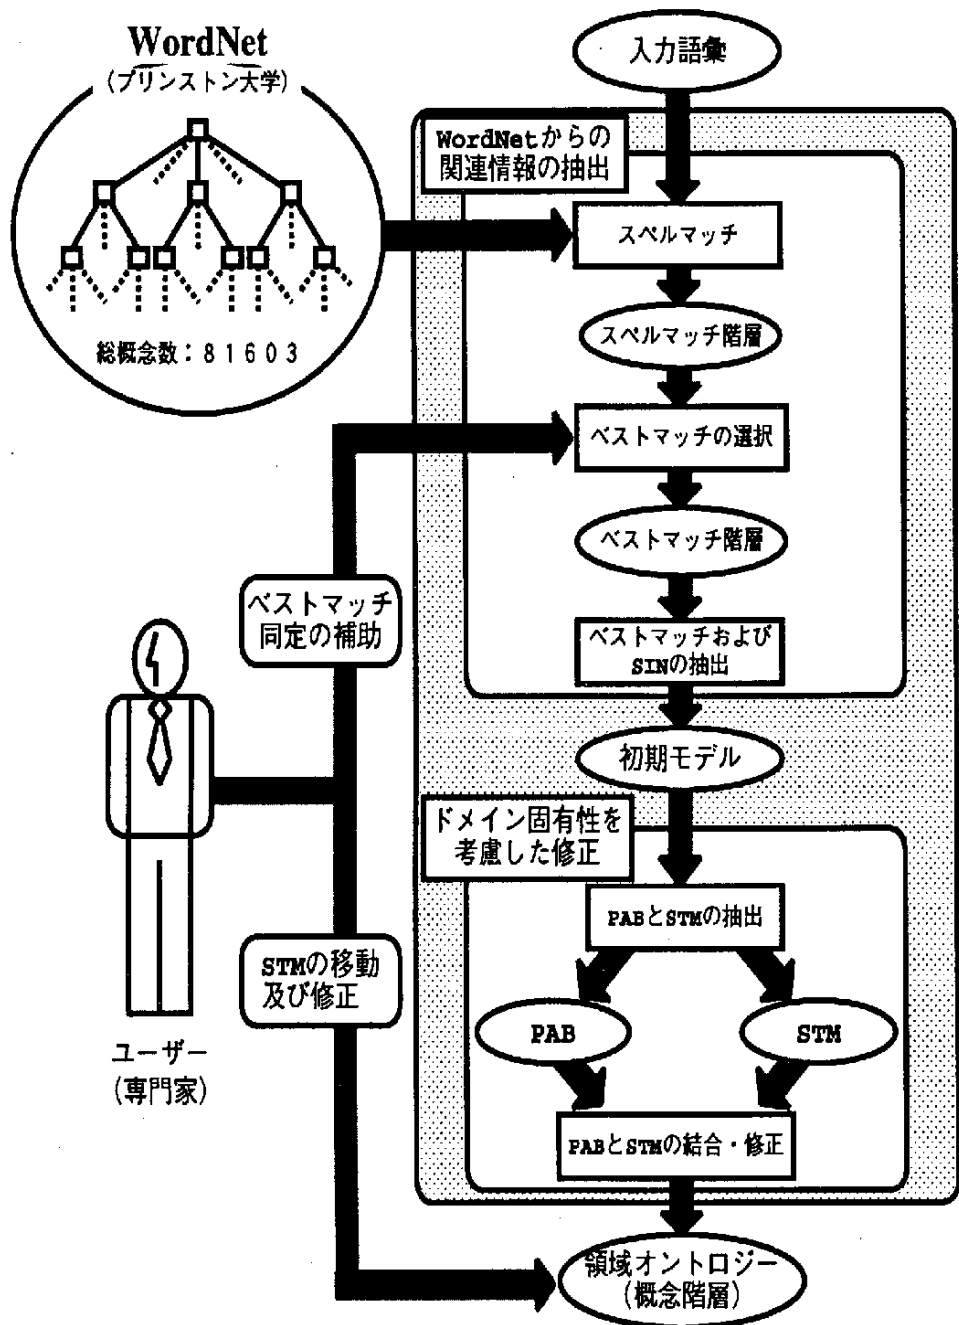 WordNet
(プリンストン大学)
総概念数：８１６０３
入力語彙
WordNetからの
関連情報の抽出
スペルマッチ
スペルマッチ階層
ベストマッチの選択
ベストマッチ階層
ベストマッチおよび
SINの抽出
初期モデル
ドメイン固有性を
考慮した修正
PABとSTMの抽出
PAB
STM
PABとSTMの結合・修正
領域オントロジー
(概念階層)
ベストマッチ
同定の補助
STMの移動
及び修正
ユーザー
(専門家)